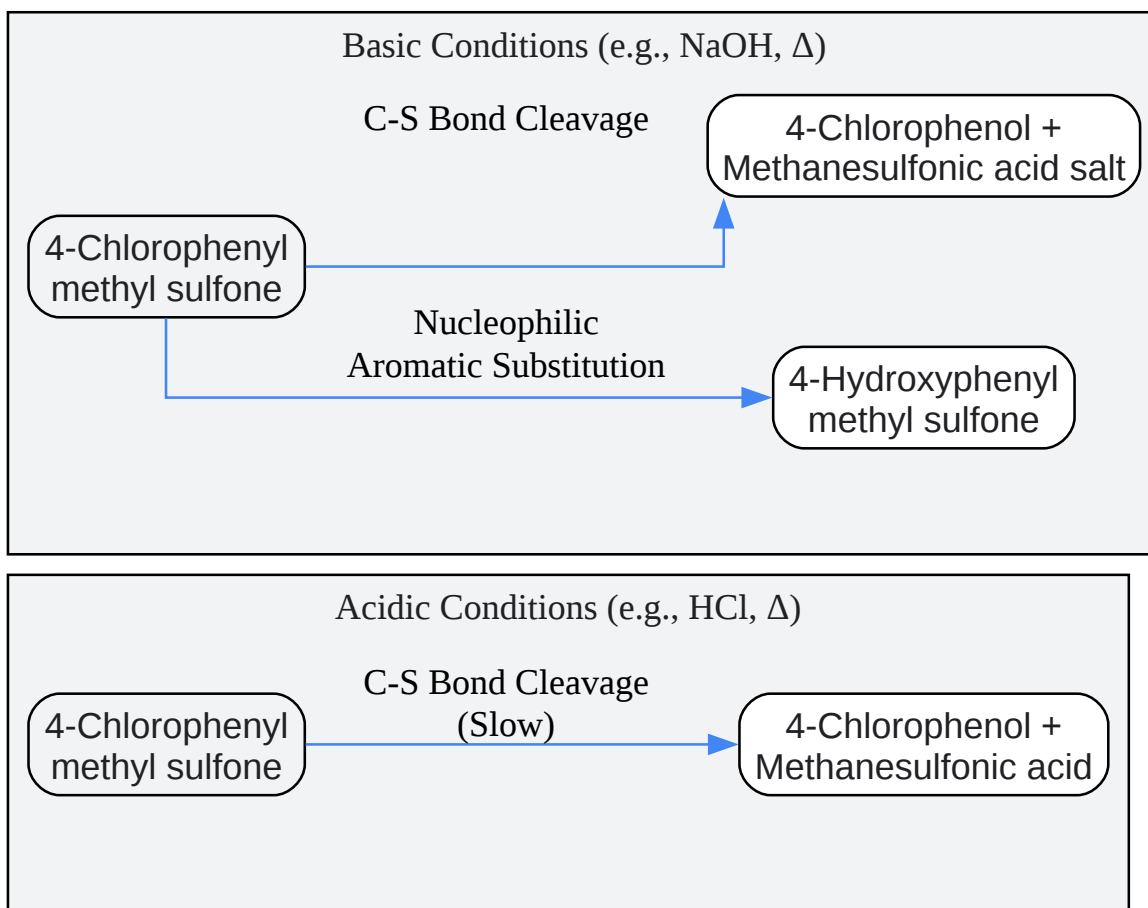 Basic Conditions (e.g., NaOH, Δ)
C-S Bond Cleavage
4-Chlorophenol +
Methanesulfonic acid salt
4-Chlorophenyl
methyl sulfone
Nucleophilic
Aromatic Substitution
4-Hydroxyphenyl
methyl sulfone
Acidic Conditions (e.g., HCl, Δ)
C-S Bond Cleavage
(Slow)
4-Chlorophenyl
methyl sulfone
4-Chlorophenol +
Methanesulfonic acid